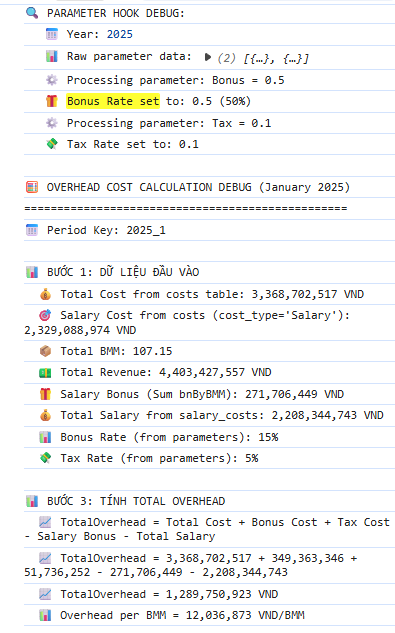 🔍 PARAMETER HOOK DEBUG:
📅 Year: 2025
📊 Raw parameter data: ▶ (2) [{…}, {…}]
⚙️ Processing parameter: Bonus = 0.5
🎁 Bonus Rate set to: 0.5 (50%)
⚙️ Processing parameter: Tax = 0.1
💸 Tax Rate set to: 0.1
🧮 OVERHEAD COST CALCULATION DEBUG (January 2025)
=================================================
📅 Period Key: 2025_1
📊 BƯỚC 1: DỮ LIỆU ĐẦU VÀO
💰 Total Cost from costs table: 3,368,702,517 VND
🎯 Salary Cost from costs (cost_type='Salary'):
2,329,088,974 VND
📦 Total BMM: 107.15
💵 Total Revenue: 4,403,427,557 VND
🎁 Salary Bonus (Sum bnByBMM): 271,706,449 VND
💰 Total Salary from salary_costs: 2,208,344,743 VND
📊 Bonus Rate (from parameters): 15%
💸 Tax Rate (from parameters): 5%
📊 BƯỚC 3: TÍNH TOTAL OVERHEAD
📈 TotalOverhead = Total Cost + Bonus Cost + Tax Cost
- Salary Bonus - Total Salary
📈 TotalOverhead = 3,368,702,517 + 349,363,346 +
51,736,252 - 271,706,449 - 2,208,344,743
📈 TotalOverhead = 1,289,750,923 VND
📊 Overhead per BMM = 12,036,873 VND/BMM